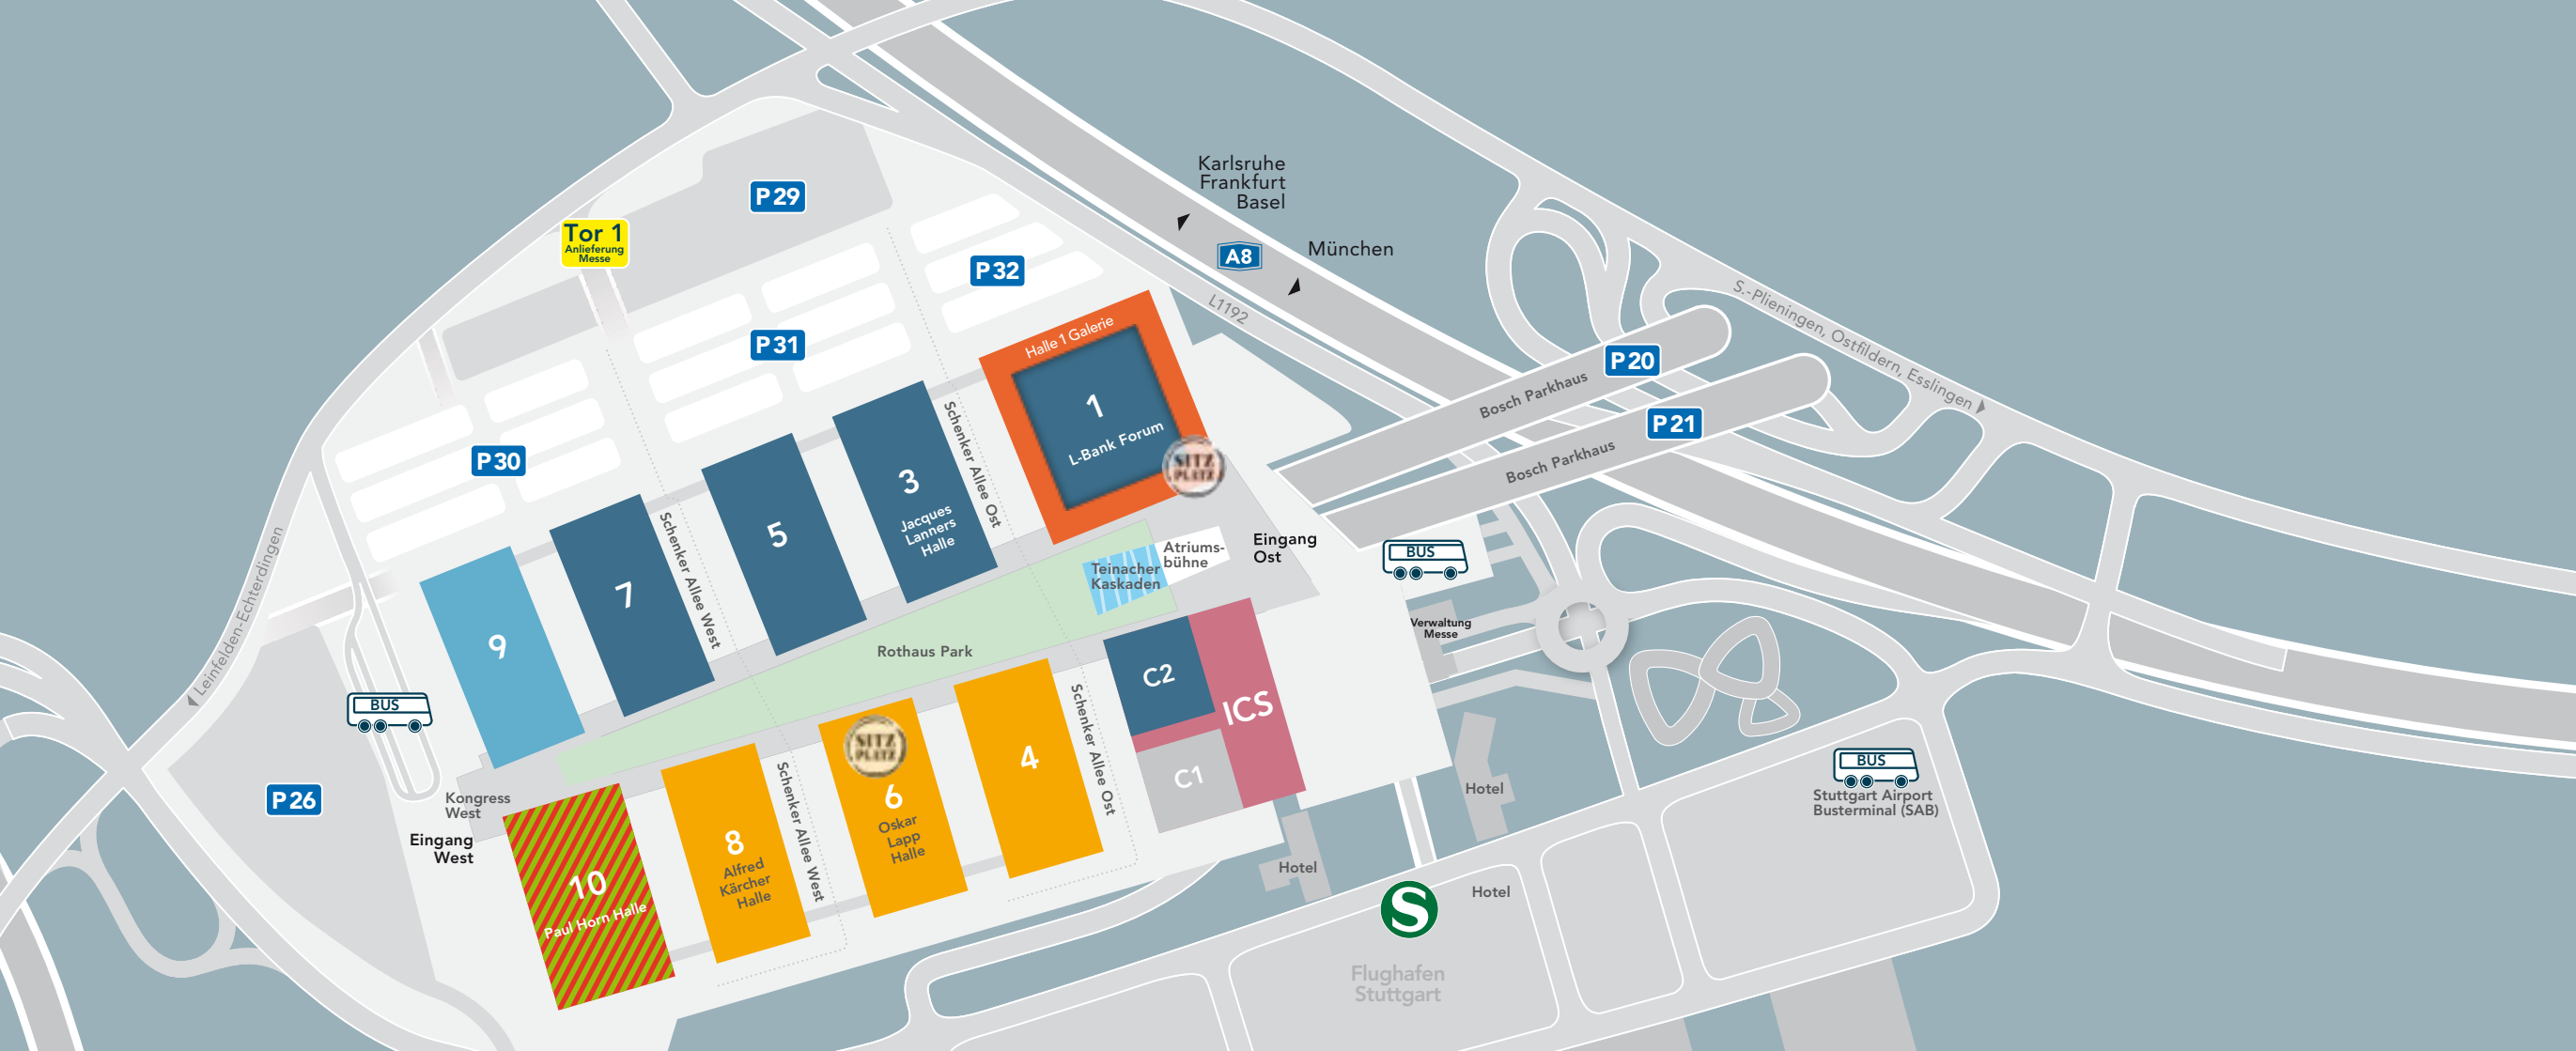 Karlsruhe
Frankfurt
Basel
A8
München
L1192
S.-Plieningen, Ostfildern, Esslingen
P29
Tor 1
Anlieferung
Messe
P32
P31
P30
P20
Bosch Parkhaus
P21
Bosch Parkhaus
Halle 1 Galerie
1
L-Bank Forum
SITZ
PLATZ
3
Jacques
Lanners
Halle
Schenker Allee Ost
5
7
Schenker Allee West
9
Leinfelden-Echterdingen
BUS
P26
Atriums-
bühne
Teinacher
Kaskaden
Eingang
Ost
BUS
Verwaltung
Messe
Rothaus Park
C2
ICS
C1
4
Schenker Allee Ost
SITZ
PLATZ
6
Oskar
Lapp
Halle
8
Alfred
Kärcher
Halle
Schenker Allee West
10
Paul Horn Halle
Kongress
West
Eingang
West
Hotel
Hotel
Hotel
S
Flughafen
Stuttgart
BUS
Stuttgart Airport
Busterminal (SAB)